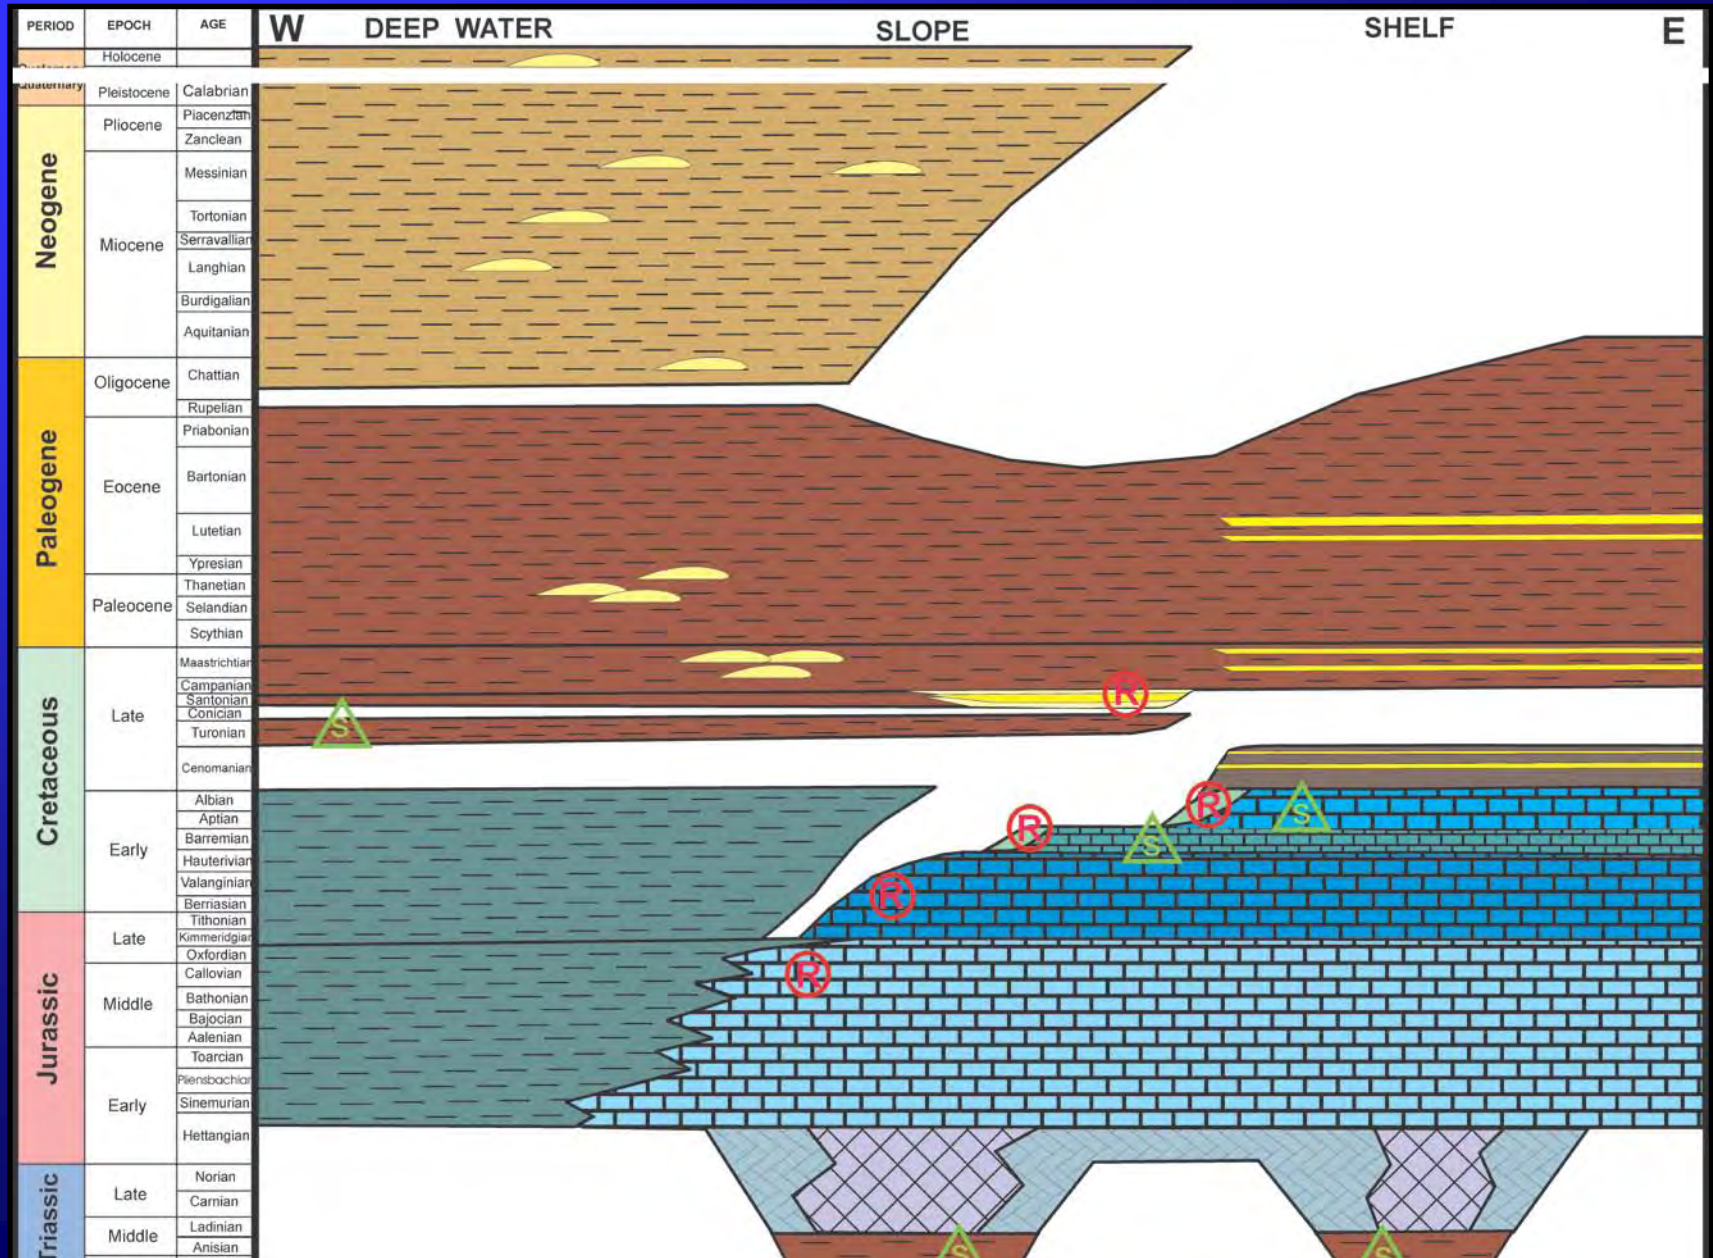 PERIOD EPOCH AGE W DEEP WATER SLOPE SHELF E
Holocene
Quaternary
Pleistocene Calabrian
Neogene
Pliocene
Piacenzian
Zanclean
Miocene
Messinian
Tortonian
Serravallian
Langhian
Burdigalian
Aquitanian
Paleogene
Oligocene
Chattian
Rupelian
Eocene
Priabonian
Bartonian
Lutetian
Ypresian
Paleocene
Thanetian
Selandian
Scythian
Cretaceous
Late
Maastrichtian
Campanian
Santonian
Conician
Turonian
Cenomanian
Early
Albian
Aptian
Barremian
Hauterivian
Valanginian
Berriasian
Jurassic
Late
Tithonian
Kimmeridgian
Oxfordian
Middle
Callovian
Bathonian
Bajocian
Aalenian
Early
Toarcian
Pliensbachian
Sinemurian
Hettangian
Triassic
Late
Norian
Carnian
Middle
Ladinian
Anisian
R
S
R
S
R
S
R
R
S
S